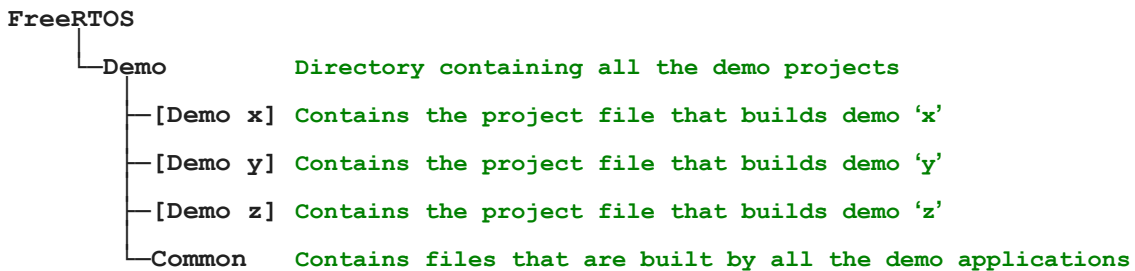 FreeRTOS
Demo Directory containing all the demo projects
[Demo x] Contains the project file that builds demo ‘x’
[Demo y] Contains the project file that builds demo ‘y’
[Demo z] Contains the project file that builds demo ‘z’
Common Contains files that are built by all the demo applications